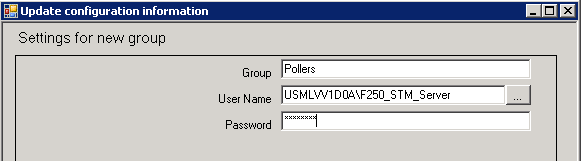 Update configuration information
Settings for new group
Group Pollers
User Name USMLVV1D0A\F250_STM_Server ...
Password ********